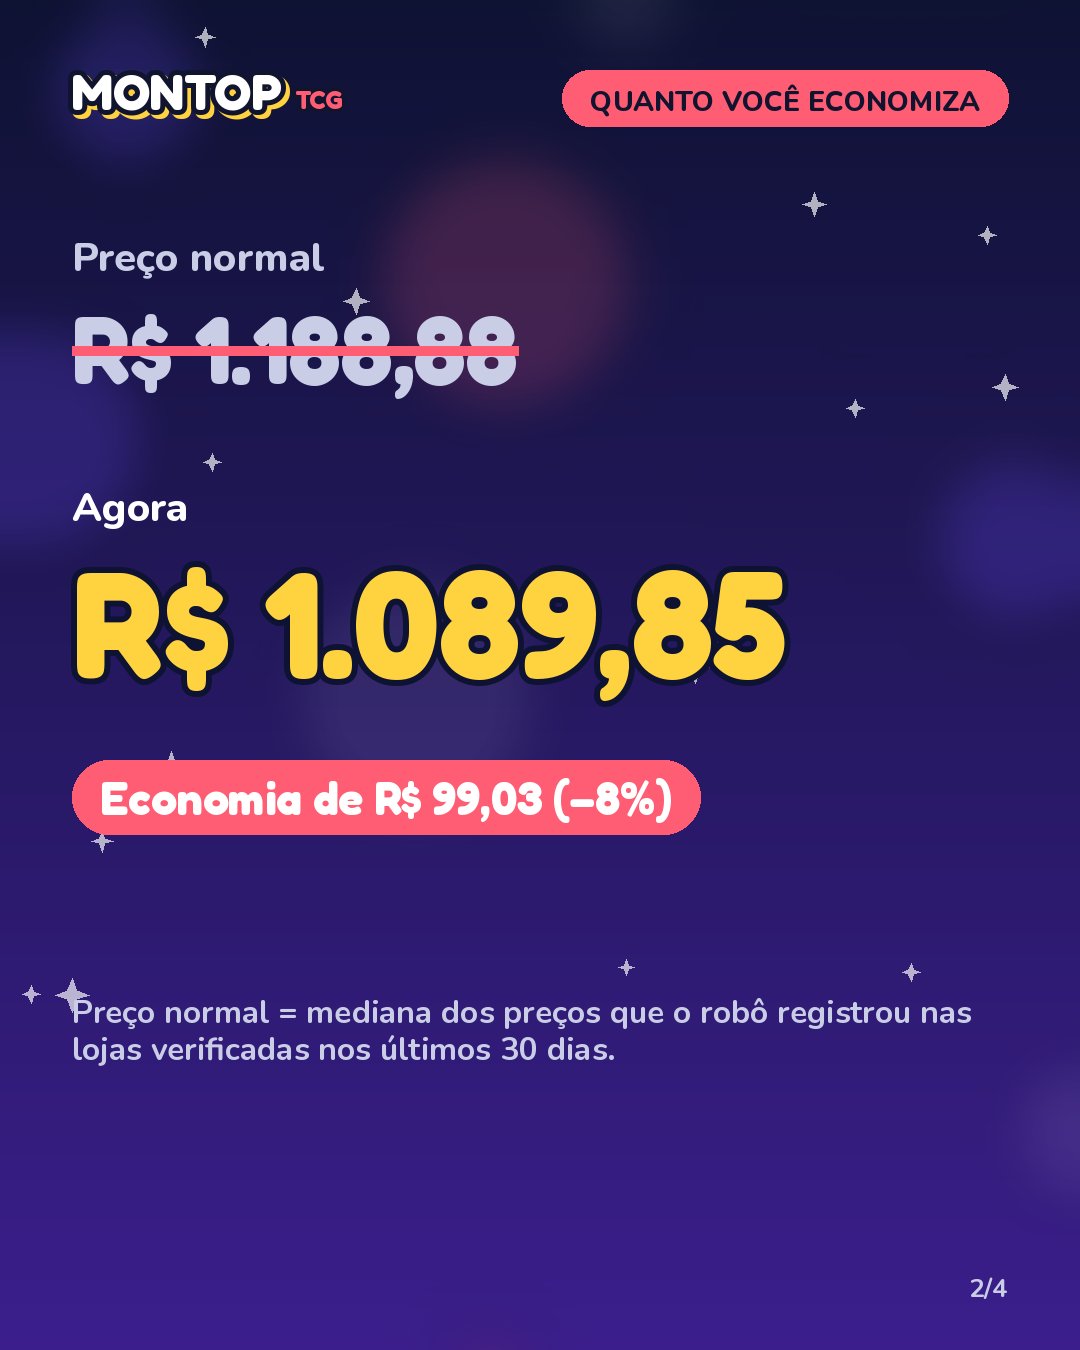 MONTOP TCG
QUANTO VOCÊ ECONOMIZA
Preço normal
R$ 1.188,88
Agora
R$ 1.089,85
Economia de R$ 99,03 (–8%)
Preço normal = mediana dos preços que o robô registrou nas
lojas verificadas nos últimos 30 dias.
2/4